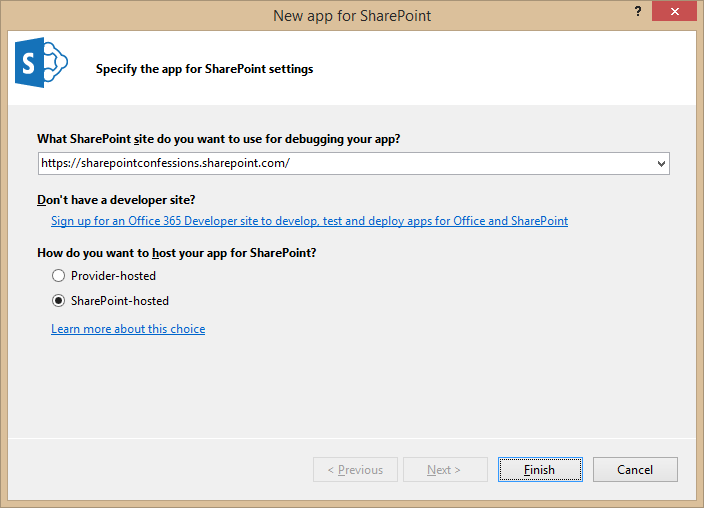 New app for SharePoint
?
S
Specify the app for SharePoint settings
What SharePoint site do you want to use for debugging your app?
https://sharepointconfessions.sharepoint.com/
Don't have a developer site?
Sign up for an Office 365 Developer site to develop, test and deploy apps for Office and SharePoint
How do you want to host your app for SharePoint?
Provider-hosted
SharePoint-hosted
Learn more about this choice
< Previous
Next >
Finish
Cancel